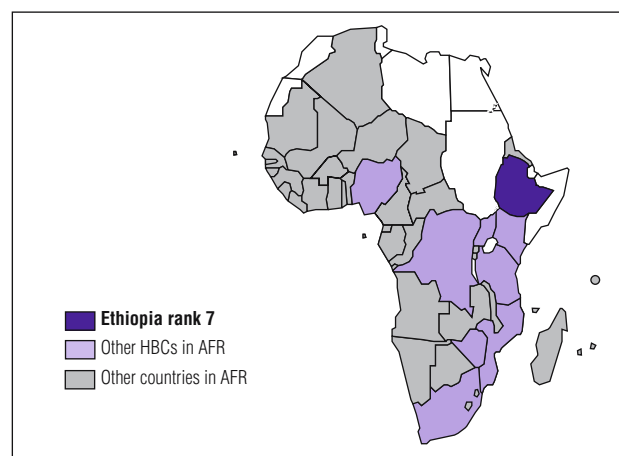 Ethiopia rank 7
Other HBCs in AFR
Other countries in AFR